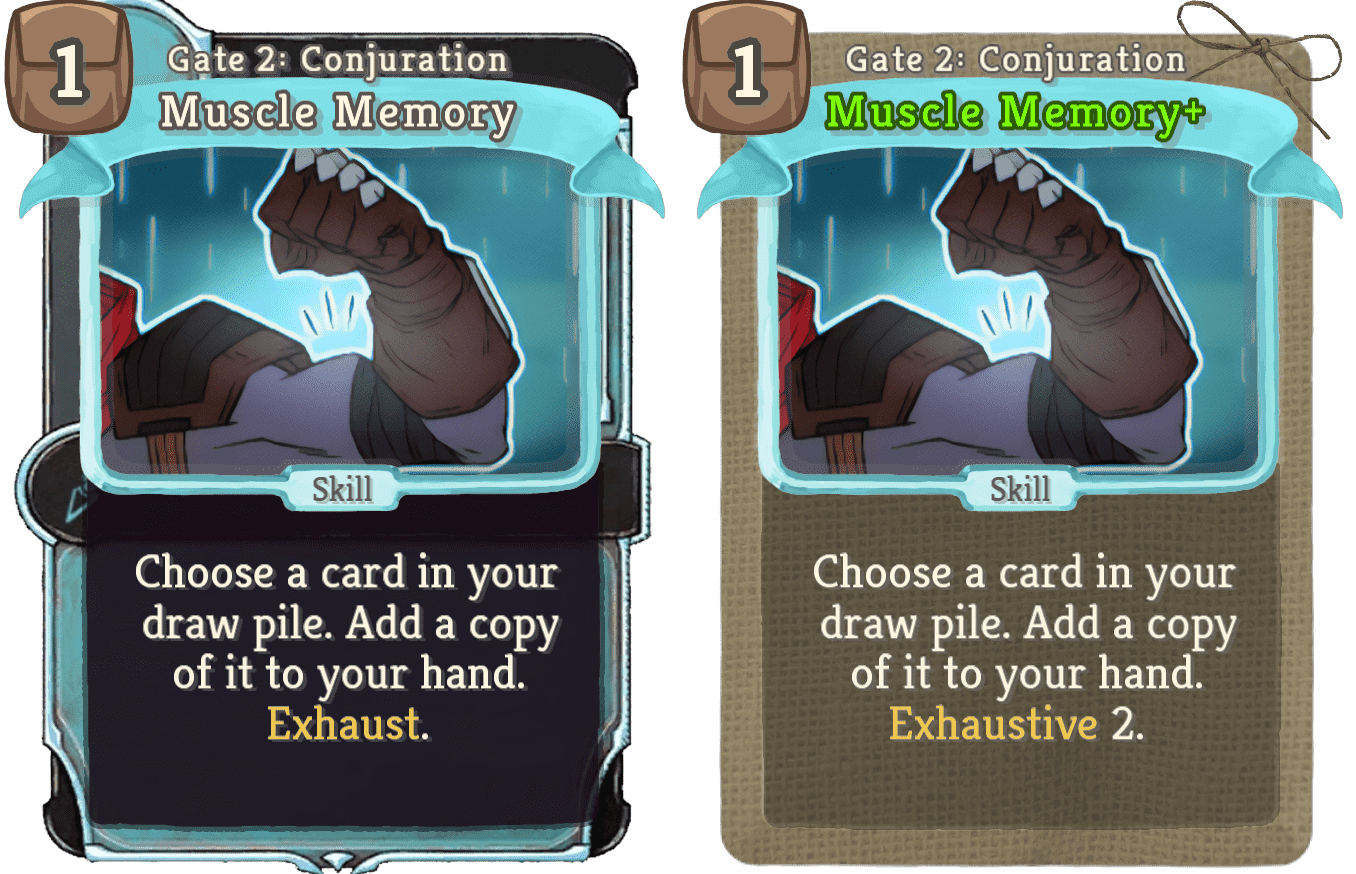 1
Gate 2: Conjuration
Muscle Memory
Skill
Choose a card in your
draw pile. Add a copy
of it to your hand.
Exhaust.
1
Gate 2: Conjuration
Muscle Memory+
Skill
Choose a card in your
draw pile. Add a copy
of it to your hand.
Exhaustive 2.